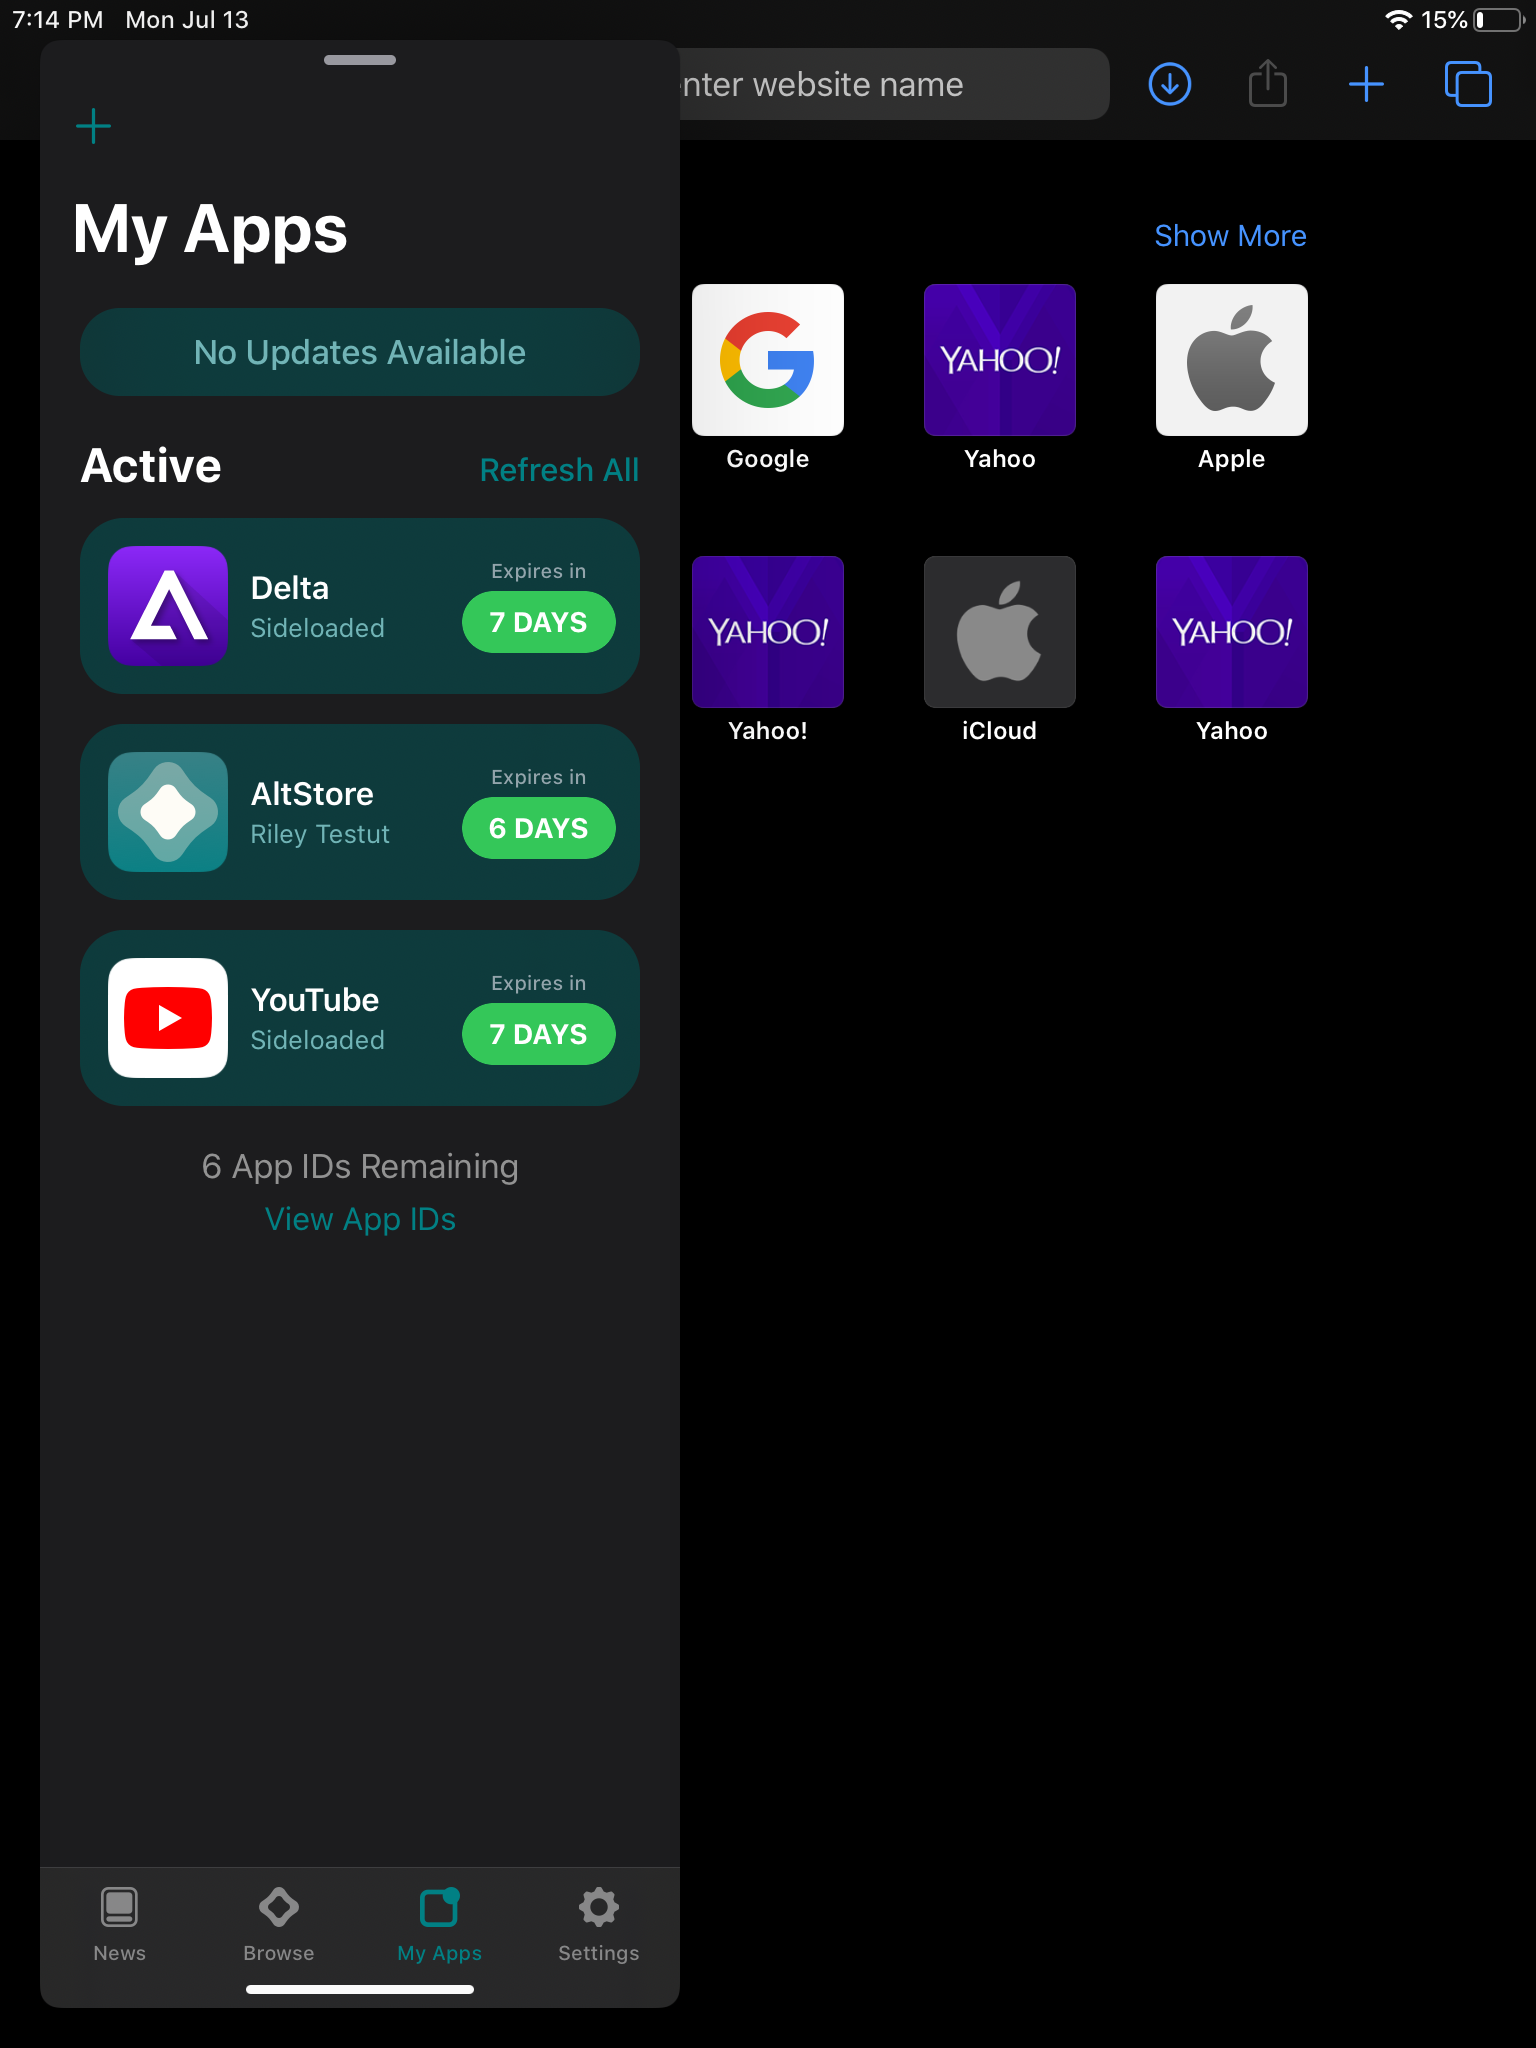 7:14 PM Mon Jul 13
15%
enter website name
My Apps
No Updates Available
Active
Refresh All
Delta
Sideloaded
Expires in
7 DAYS
AltStore
Riley Testut
Expires in
6 DAYS
YouTube
Sideloaded
Expires in
7 DAYS
6 App IDs Remaining
View App IDs
News
Browse
My Apps
Settings
Show More
YAHOO!
Google
Yahoo
Apple
YAHOO!
YAHOO!
Yahoo!
iCloud
Yahoo